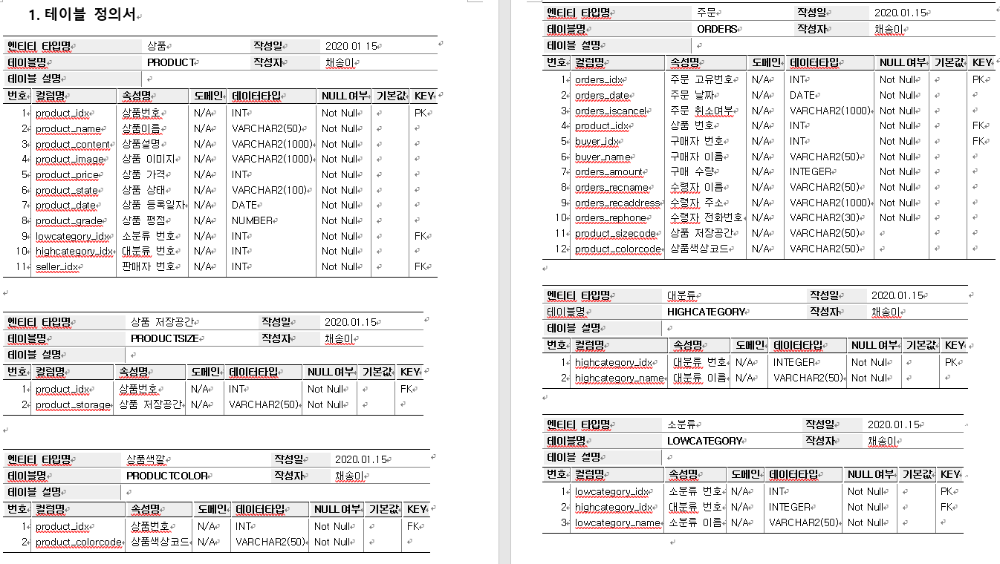 1. 테이블 정의서
엔티티 타입명 상품 작성일 2020 01 15
테이블명 PRODUCT 작성자 채송이
테이블 설명
번호 컬럼명 속성명 도메인 데이터타입 NULL여부 기본값 KEY
1 product_idx 상품번호 N/A INT Not Null PK
2 product_name 상품이름 N/A VARCHAR2(50) Not Null
3 product_content 상품설명 N/A VARCHAR2(1000) Not Null
4 product_image 상품 이미지 N/A VARCHAR2(1000) Not Null
5 product_price 상품 가격 N/A INT Not Null
6 product_state 상품 상태 N/A VARCHAR2(100) Not Null
7 product_date 상품 등록일자 N/A DATE Not Null
8 product_grade 상품 평점 N/A NUMBER Not Null
9 lowcategory_idx 소분류 번호 N/A INT Not Null FK
10 highcategory_idx 대분류 번호 N/A INT Not Null
11 seller_idx 판매자 번호 N/A INT Not Null FK
엔티티 타입명 상품 저장공간 작성일 2020.01.15
테이블명 PRODUCTSIZE 작성자 채송이
테이블 설명
번호 컬럼명 속성명 도메인 데이터타입 NULL여부 기본값 KEY
1 product_idx 상품번호 N/A INT Not Null FK
2 product_storage 상품 저장공간 N/A VARCHAR2(50) Not Null
엔티티 타입명 상품색깔 작성일 2020.01.15
테이블명 PRODUCTCOLOR 작성자 채송이
테이블 설명
번호 컬럼명 속성명 도메인 데이터타입 NULL여부 기본값 KEY
1 product_idx 상품번호 N/A INT Not Null FK
2 product_colorcode 상품색상코드 N/A VARCHAR2(50) Not Null
엔티티 타입명 주문 작성일 2020.01.15
테이블명 ORDERS 작성자 채송이
테이블 설명
번호 컬럼명 속성명 도메인 데이터타입 NULL여부 기본값 KEY
1 orders_idx 주문 고유번호 N/A INT Not Null PK
2 orders_date 주문 날짜 N/A DATE Not Null
3 orders_iscancel 주문 취소여부 N/A VARCHAR2(1000) Not Null
4 product_idx 상품 번호 N/A INT Not Null FK
5 buyer_idx 구매자 번호 N/A INT Not Null FK
6 buyer_name 구매자 이름 N/A VARCHAR2(50) Not Null
7 orders_amount 구매 수량 N/A INTEGER Not Null
8 orders_recname 수령자 이름 N/A VARCHAR2(50) Not Null
9 orders_recaddress 수령자 주소 N/A VARCHAR2(1000) Not Null
10 orders_rephone 수령자 전화번호 N/A VARCHAR2(30) Not Null
11 product_sizecode 상품 저장공간 N/A VARCHAR2(50)
12 product_colorcode 상품색상코드 N/A VARCHAR2(50)
엔티티 타입명 대분류 작성일 2020.01.15
테이블명 HIGHCATEGORY 작성자 채송이
테이블 설명
번호 컬럼명 속성명 도메인 데이터타입 NULL여부 기본값 KEY
1 highcategory_idx 대분류 번호 N/A INTEGER Not Null PK
2 highcategory_name 대분류 이름 N/A VARCHAR2(50) Not Null
엔티티 타입명 소분류 작성일 2020.01.15
테이블명 LOWCATEGORY 작성자 채송이
테이블 설명
번호 컬럼명 속성명 도메인 데이터타입 NULL여부 기본값 KEY
1 lowcategory_idx 소분류 번호 N/A INT Not Null PK
2 highcategory_idx 대분류 번호 N/A INTEGER Not Null FK
3 lowcategory_name 소분류 이름 N/A VARCHAR2(50) Not Null